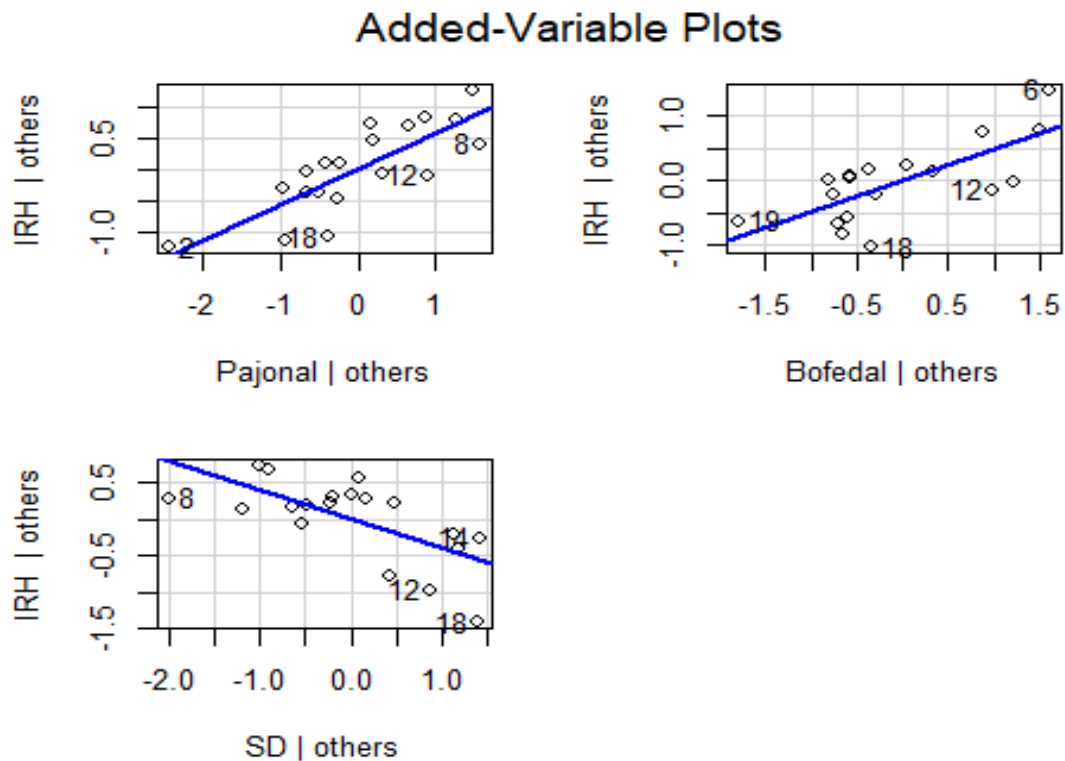 Added-Variable Plots
IRH | others
0.5
-1.0
2
18
12
8
-2 -1 0 1
Pajonal | others
IRH | others
1.0
0.0
-1.0
19
18
12
6
-1.5 -0.5 0.5 1.5
Bofedal | others
IRH | others
0.5
-0.5
-1.5
8
14
12
18
-2.0 -1.0 0.0 1.0
SD | others